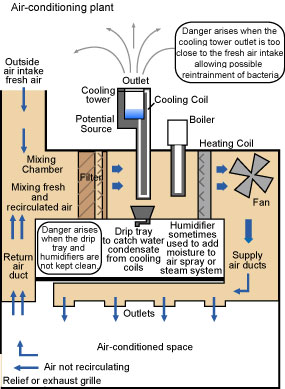 Air-conditioning plant
Danger arises when the
cooling tower outlet is too
close to the fresh air intake
allowing possible
reintrainment of bacteria
Outside
air intake
fresh air
Outlet
Cooling
tower
Cooling Coil
Potential
Source
Boiler
Heating Coil
Mixing
Chamber
Mixing fresh
and
recirculated air
Filter
Fan
Danger arises
when the drip
tray and
humidifiers are
not kept clean.
Drip tray
to catch water
condensate
from cooling
coils
Humidifier
sometimes
used to add
moisture to
air spray or
steam system
Return
air
duct
Supply
air ducts
Outlets
Air-conditioned space
Air not recirculating
Relief or exhaust grille